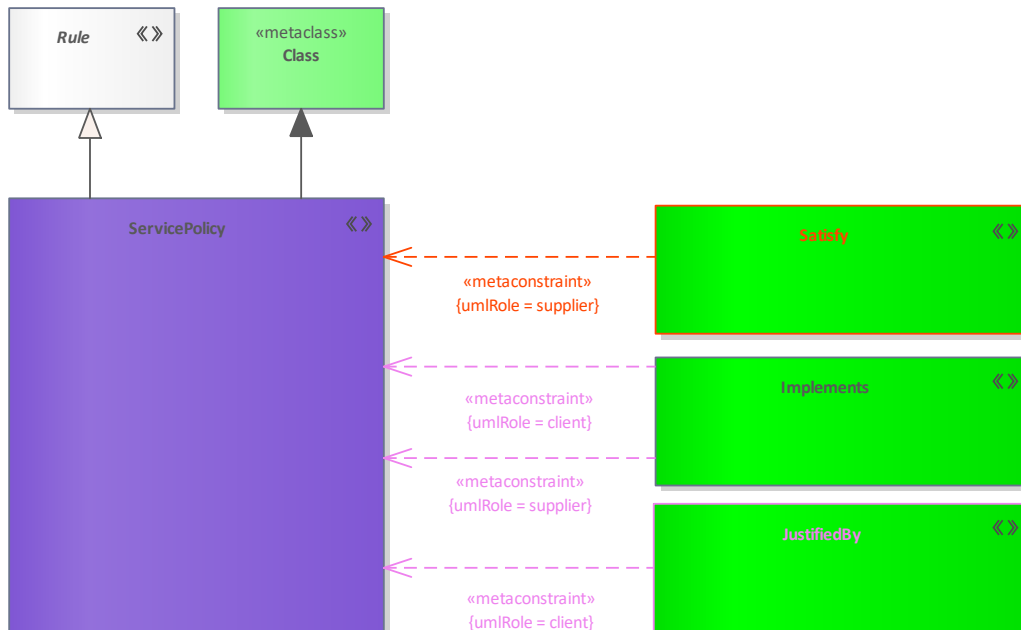 Rule
«»
«metaclass»
Class
ServicePolicy
«»
Satisfy
«»
«metaconstraint»
{umlRole = supplier}
Implements
«»
«metaconstraint»
{umlRole = client}
«metaconstraint»
{umlRole = supplier}
JustifiedBy
«»
«metaconstraint»
{umlRole = client}